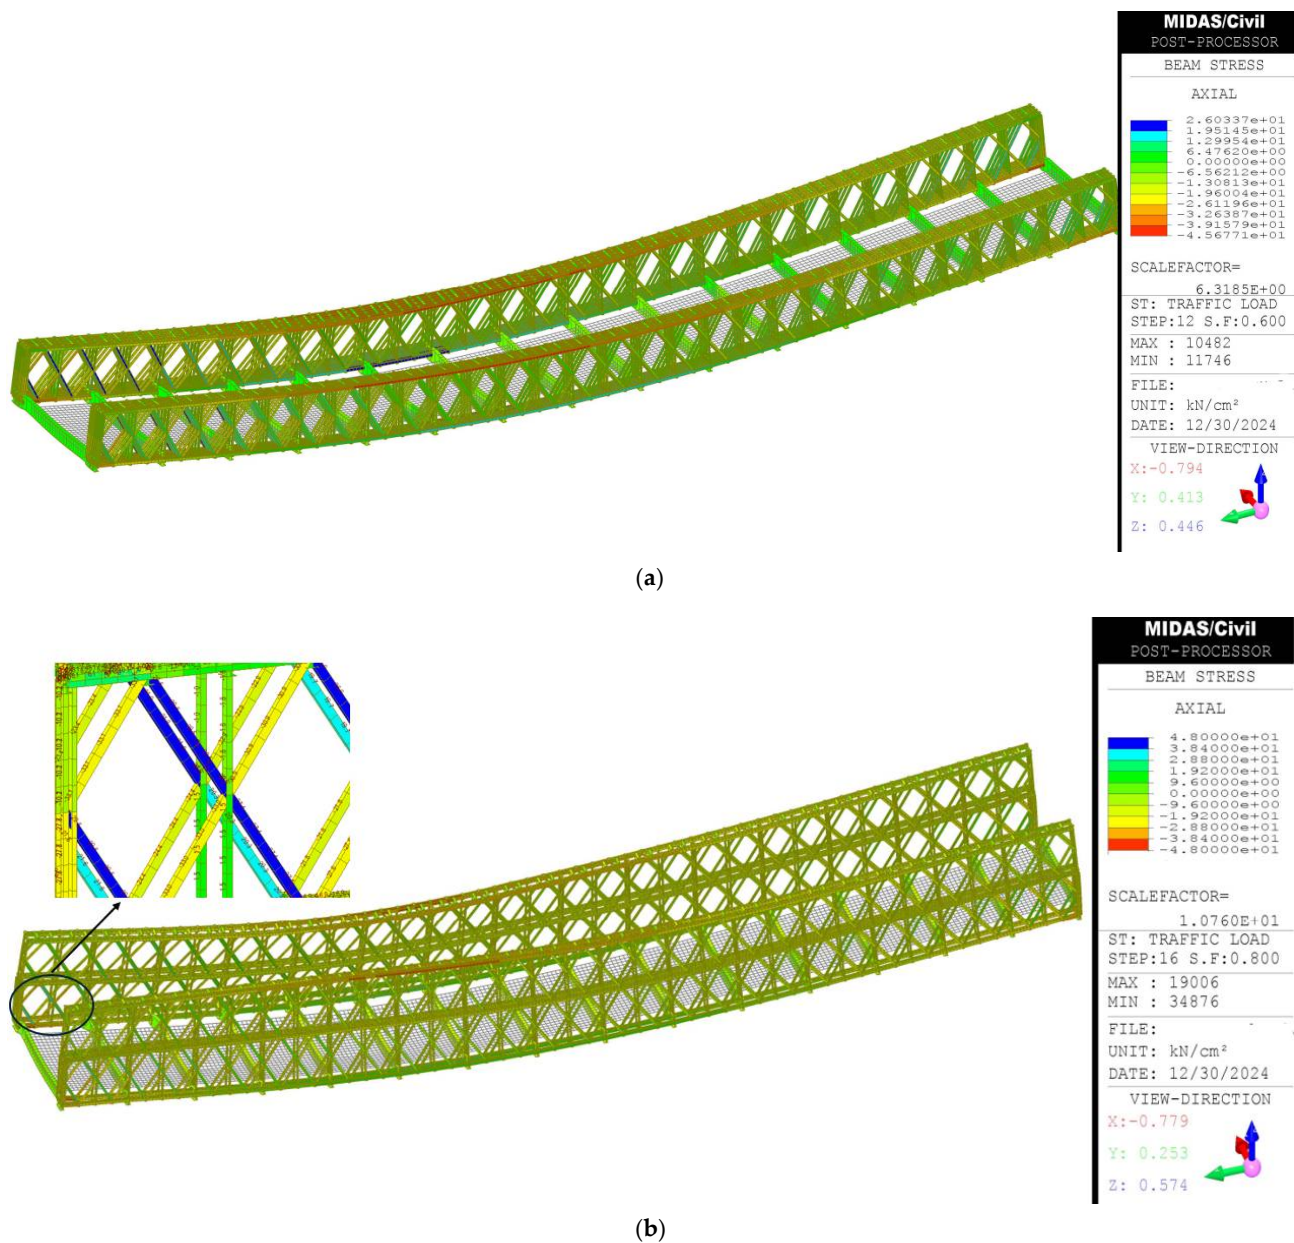 MIDAS/Civil
POST-PROCESSOR
BEAM STRESS
AXIAL
2.60337e+01
1.95145e+01
1.29954e+01
6.47620e+00
0.00000e+00
-6.56212e+00
-1.30813e+01
-1.96004e+01
-2.61196e+01
-3.26387e+01
-3.91579e+01
-4.56771e+01
SCALEFACTOR=
6.3185E+00
ST: TRAFFIC LOAD
STEP:12 S.F:0.600
MAX : 10482
MIN : 11746
FILE:
UNIT: kN/cm²
DATE: 12/30/2024
VIEW-DIRECTION
X:-0.794
Y: 0.413
Z: 0.446
(a)
MIDAS/Civil
POST-PROCESSOR
BEAM STRESS
AXIAL
4.80000e+01
3.84000e+01
2.88000e+01
1.92000e+01
9.60000e+00
0.00000e+00
-9.60000e+00
-1.92000e+01
-2.88000e+01
-3.84000e+01
-4.80000e+01
SCALEFACTOR=
1.0760E+01
ST: TRAFFIC LOAD
STEP:16 S.F:0.800
MAX : 19006
MIN : 34876
FILE:
UNIT: kN/cm²
DATE: 12/30/2024
VIEW-DIRECTION
X:-0.779
Y: 0.253
Z: 0.574
(b)